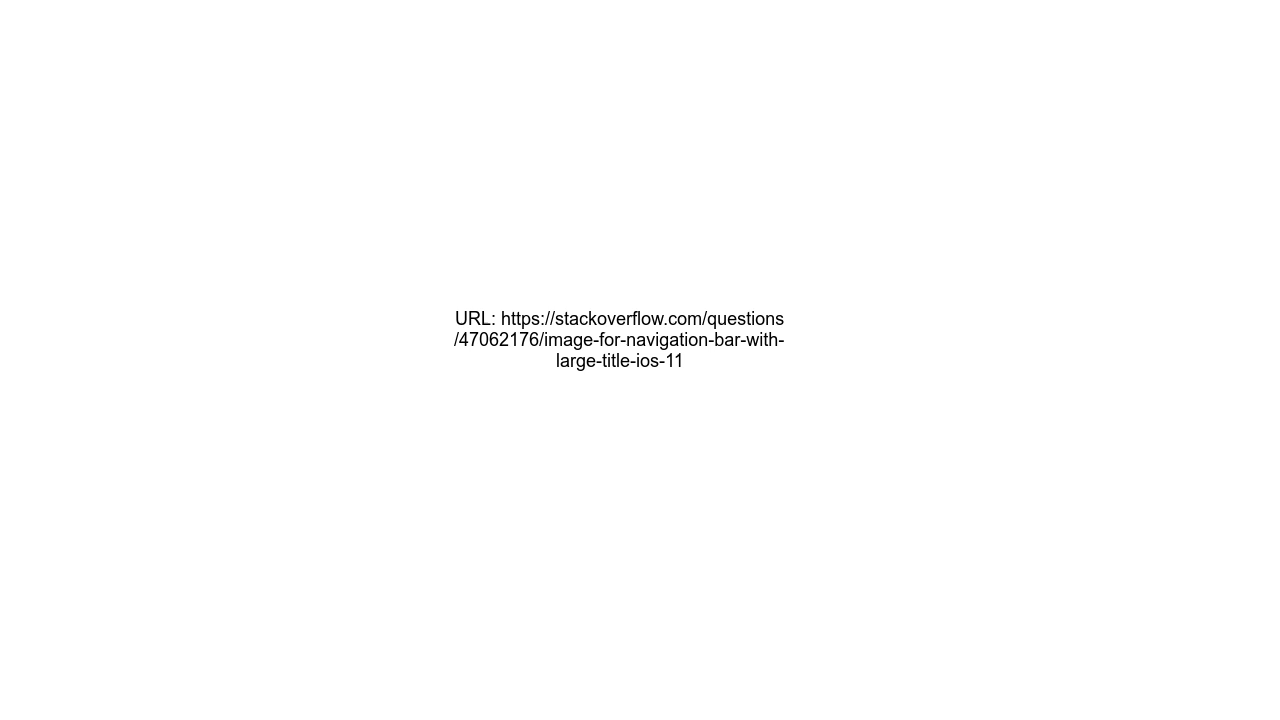 URL: https://stackoverflow.com/questions
/47062176/image-for-navigation-bar-with-
large-title-ios-11